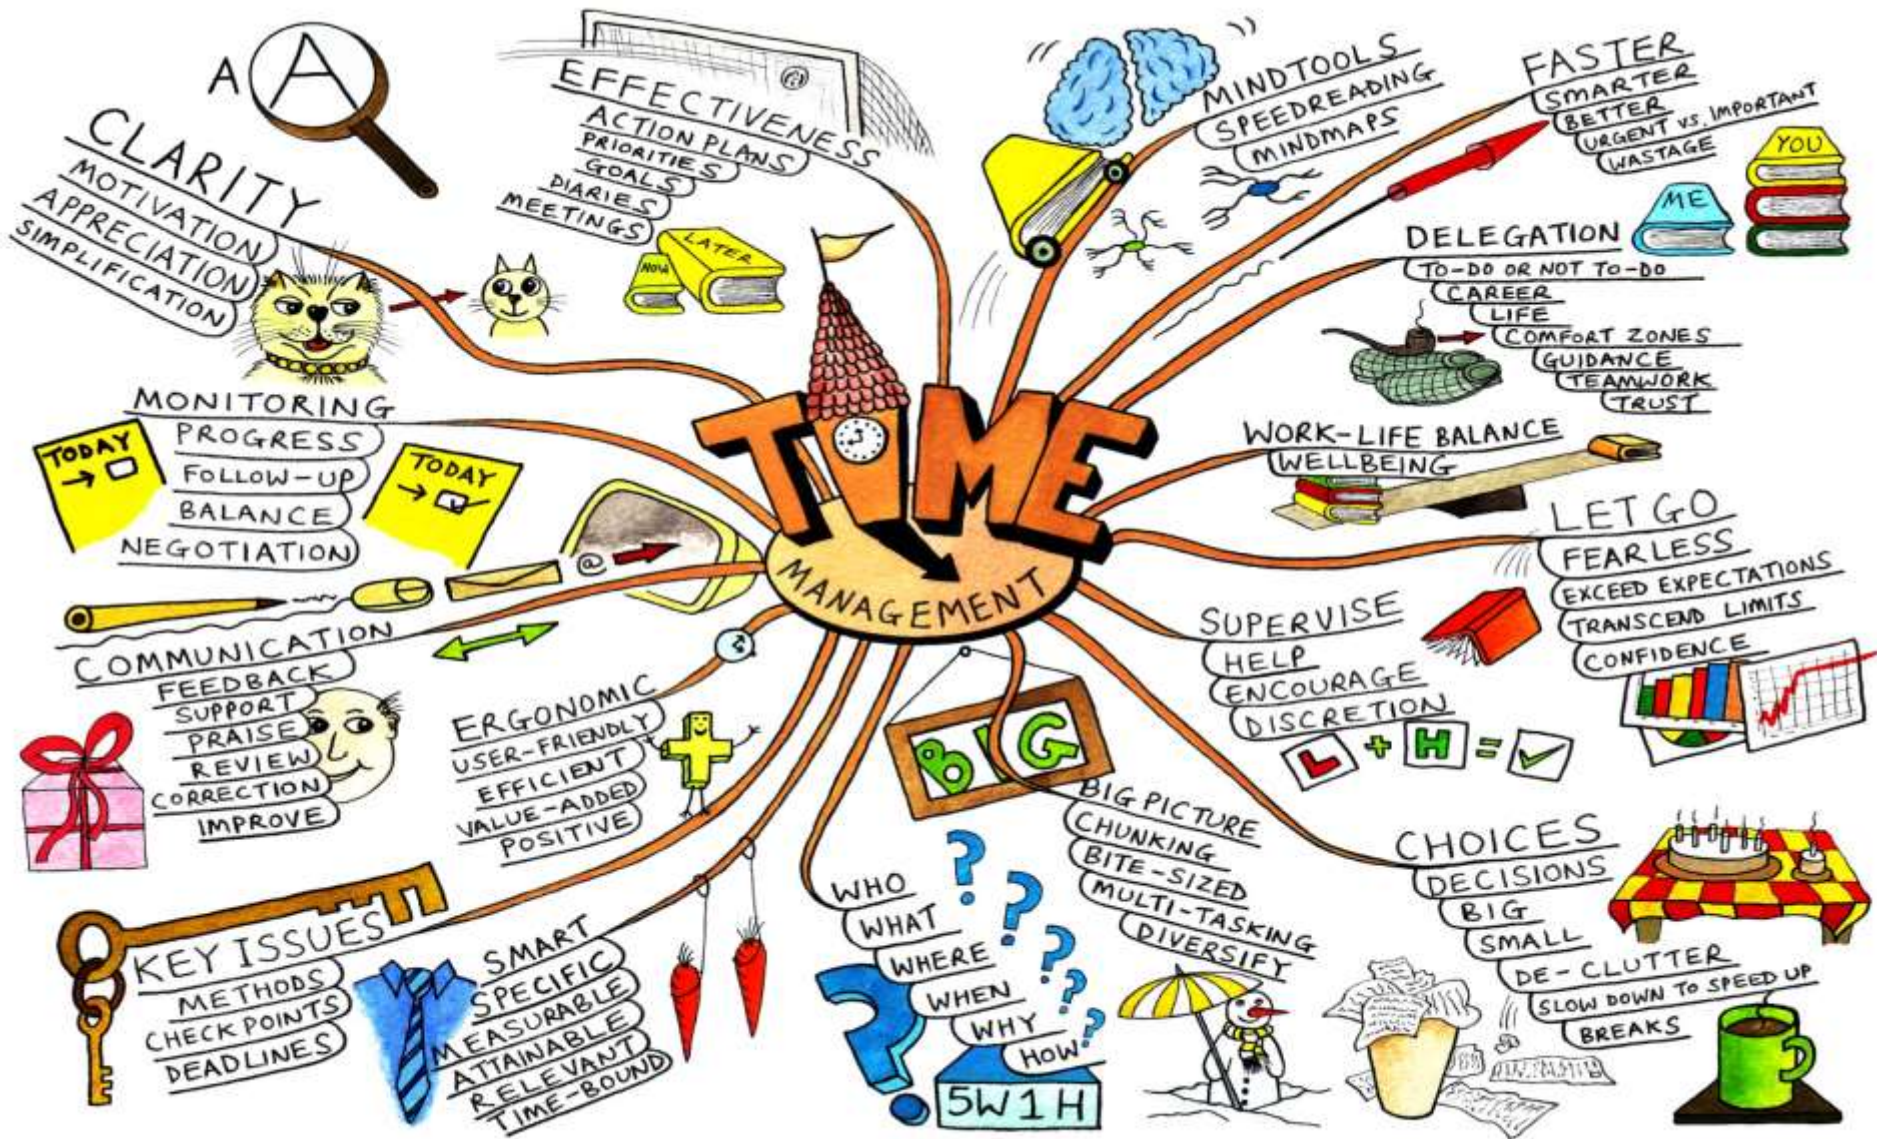 A A
CLARITY
MOTIVATION
APPRECIATION
SIMPLIFICATION
EFFECTIVENESS
ACTION PLANS
PRIORITIES
GOALS
DIARIES
MEETINGS
NOW
LATER
MINDTOOLS
SPEEDREADING
MINDMAPS
FASTER
SMARTER
BETTER
URGENT VS. IMPORTANT
WASTAGE
ME
YOU
DELEGATION
TO-DO OR NOT TO-DO
CAREER
LIFE
COMFORT ZONES
GUIDANCE
TEAMWORK
TRUST
MONITORING
PROGRESS
FOLLOW-UP
BALANCE
NEGOTIATION
TODAY
→
TODAY
→
TIME
MANAGEMENT
WORK-LIFE BALANCE
WELLBEING
LET GO
FEARLESS
EXCEED EXPECTATIONS
TRANSCEND LIMITS
CONFIDENCE
@
COMMUNICATION
FEEDBACK
SUPPORT
PRAISE
REVIEW
CORRECTION
IMPROVE
ERGONOMIC
USER-FRIENDLY
EFFICIENT
VALUE-ADDED
POSITIVE
BIG
SUPERVISE
HELP
ENCOURAGE
DISCRETION
L + H = ✓
KEY ISSUES
METHODS
CHECKPOINTS
DEADLINES
SMART
SPECIFIC
MEASURABLE
ATTAINABLE
RELEVANT
TIME-BOUND
WHO
WHAT
WHERE
WHEN
WHY
HOW
? ? ? ? ? ? ?
5W1H
BIG PICTURE
CHUNKING
BITE-SIZED
MULTI-TASKING
DIVERSIFY
CHOICES
DECISIONS
BIG
SMALL
DE-CLUTTER
SLOW DOWN TO SPEED UP
BREAKS